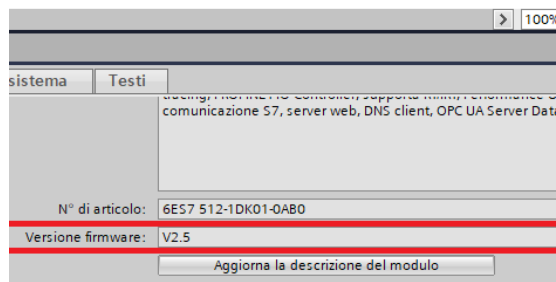 100%
sistema Testi
comunicazione S7, server web, DNS client, OPC UA Server Data
N° di articolo: 6ES7 512-1DK01-0AB0
Versione firmware: V2.5
Aggiorna la descrizione del modulo